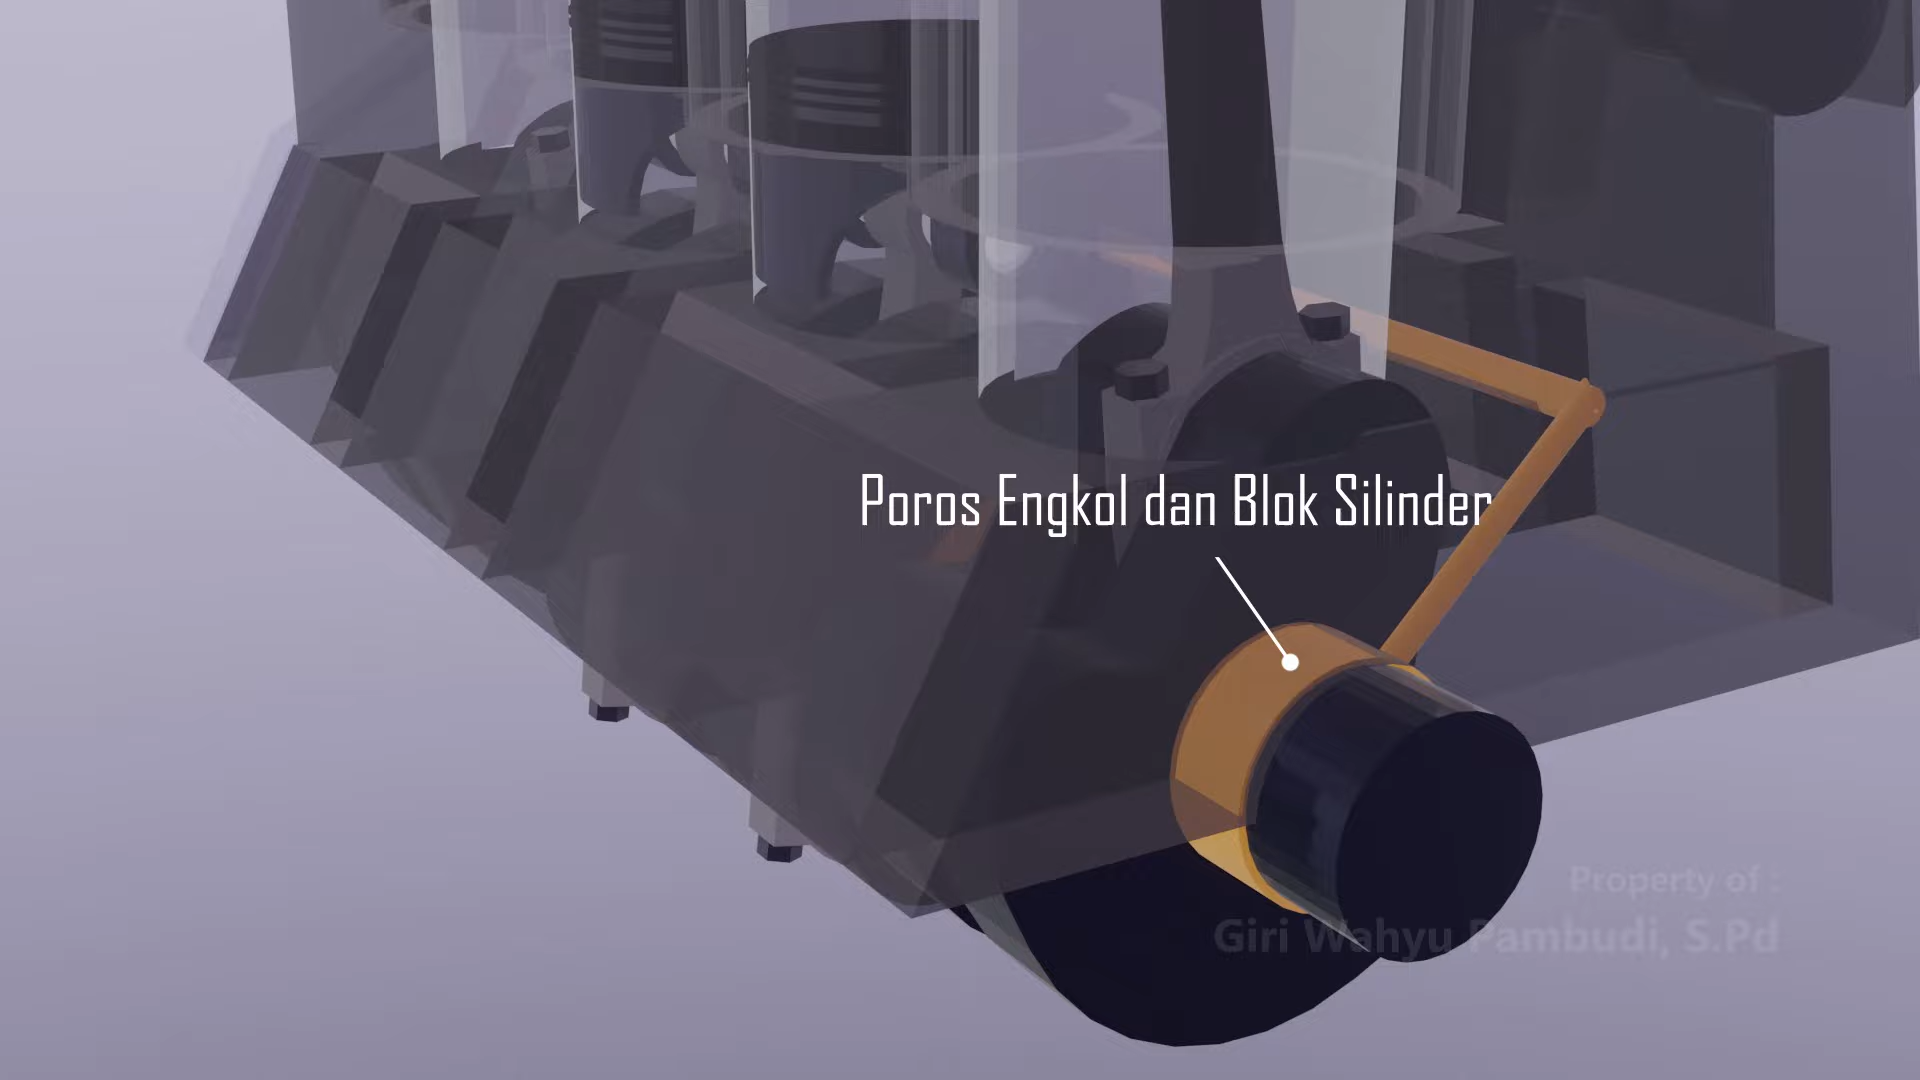 Poros Engkol dan Blok Silinder
Property of :
Giri Wahyu Pambudi, S.Pd